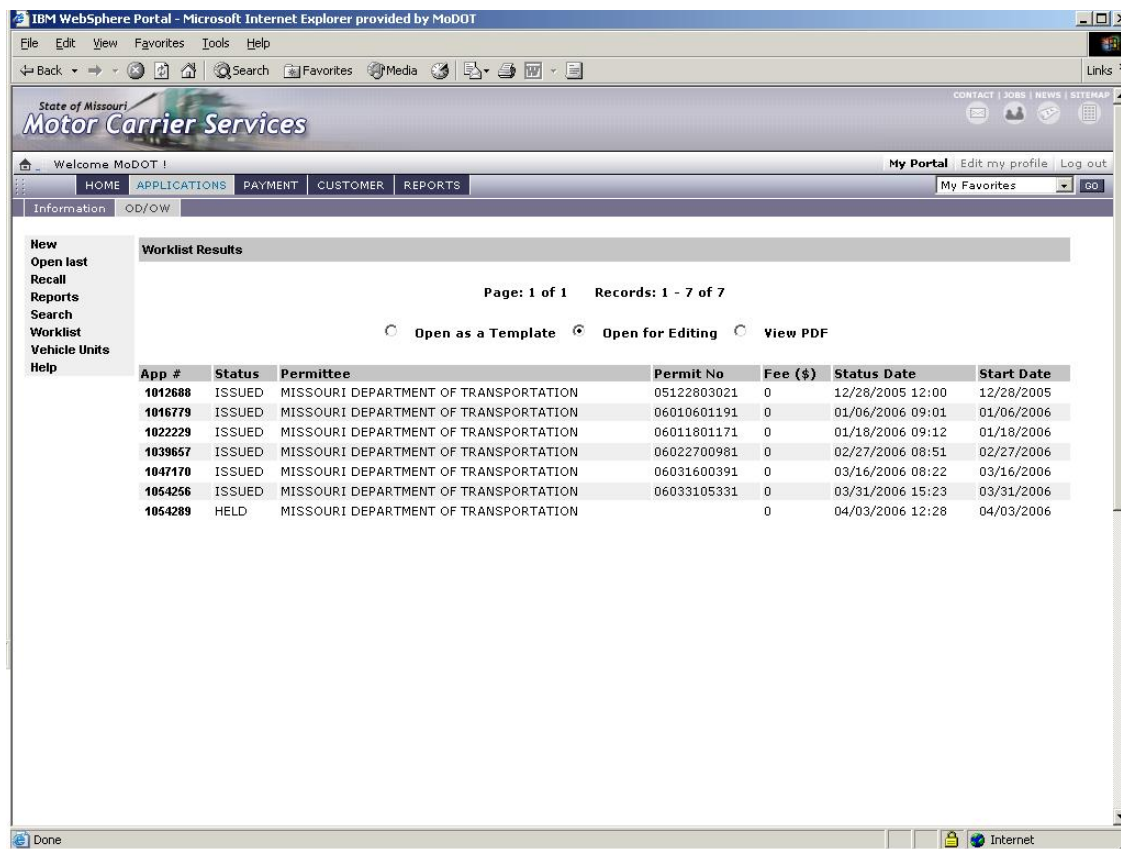 IBM WebSphere Portal - Microsoft Internet Explorer provided by MoDOT
File Edit View Favorites Tools Help
Back Search Favorites Media Links
CONTACT | JOBS | NEWS | SITEMAP
State of Missouri
Motor Carrier Services
Welcome MoDOT ! My Portal Edit my profile Log out
HOME APPLICATIONS PAYMENT CUSTOMER REPORTS My Favorites GO
Information OD/OW
New
Open last
Recall
Reports
Search
Worklist
Vehicle Units
Help
Worklist Results
Page: 1 of 1 Records: 1 - 7 of 7
Open as a Template Open for Editing View PDF
App # Status Permittee Permit No Fee ($) Status Date Start Date
1012688 ISSUED MISSOURI DEPARTMENT OF TRANSPORTATION 05122803021 0 12/28/2005 12:00 12/28/2005
1016779 ISSUED MISSOURI DEPARTMENT OF TRANSPORTATION 06010601191 0 01/06/2006 09:01 01/06/2006
1022229 ISSUED MISSOURI DEPARTMENT OF TRANSPORTATION 06011801171 0 01/18/2006 09:12 01/18/2006
1039657 ISSUED MISSOURI DEPARTMENT OF TRANSPORTATION 06022700981 0 02/27/2006 08:51 02/27/2006
1047170 ISSUED MISSOURI DEPARTMENT OF TRANSPORTATION 06031600391 0 03/16/2006 08:22 03/16/2006
1054256 ISSUED MISSOURI DEPARTMENT OF TRANSPORTATION 06033105331 0 03/31/2006 15:23 03/31/2006
1054289 HELD MISSOURI DEPARTMENT OF TRANSPORTATION 0 04/03/2006 12:28 04/03/2006
Done Internet